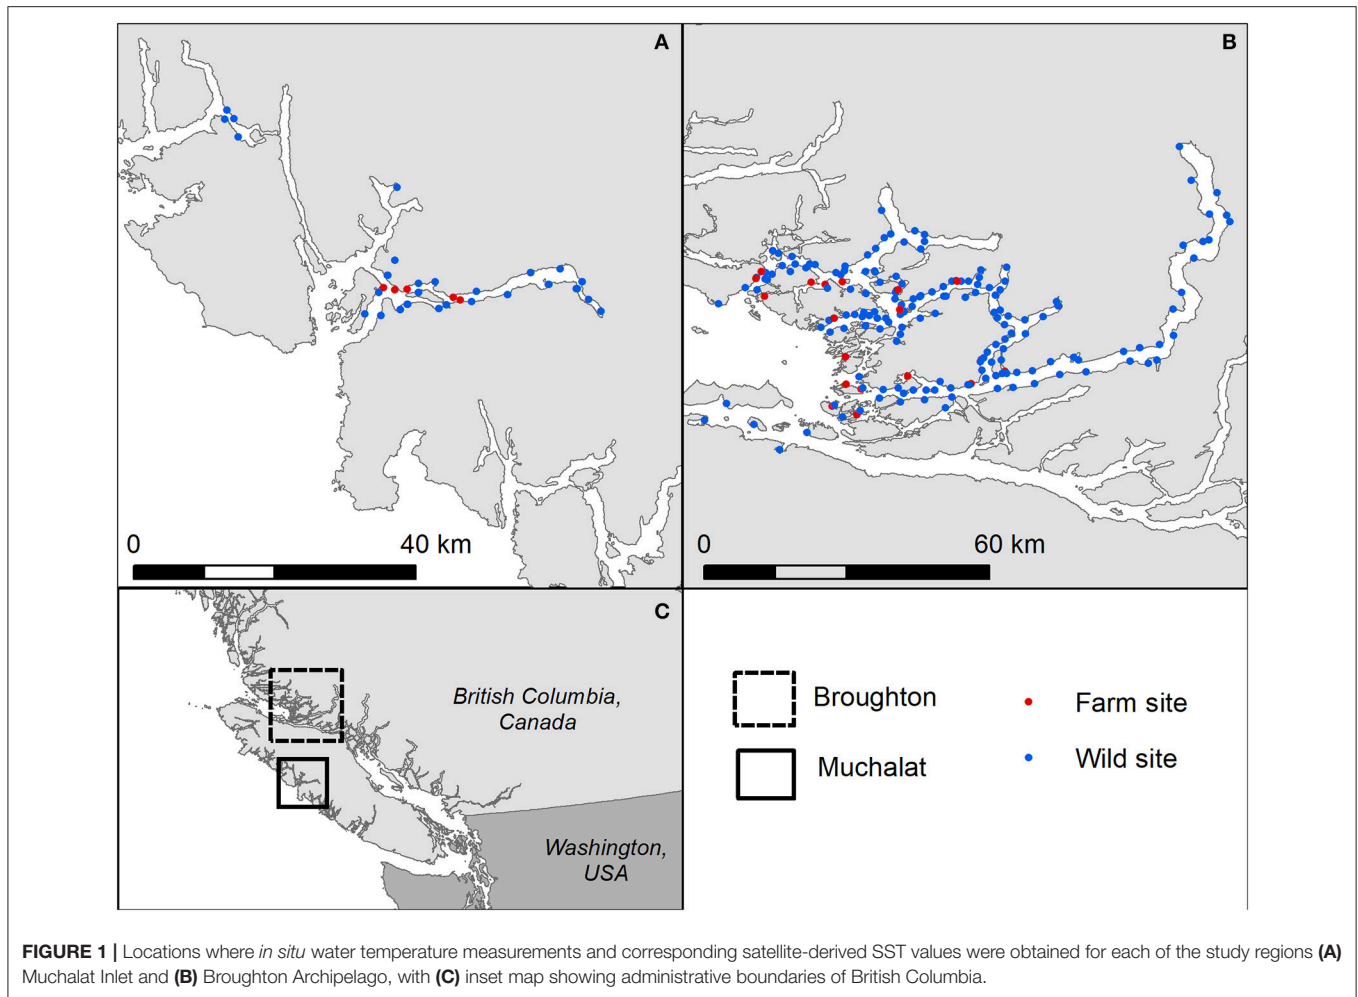 A
B
0
40 km
0
60 km
C
British Columbia,
Canada
Washington,
USA
Broughton
Muchalat
Farm site
Wild site
FIGURE 1 | Locations where in situ water temperature measurements and corresponding satellite-derived SST values were obtained for each of the study regions (A)
Muchalat Inlet and (B) Broughton Archipelago, with (C) inset map showing administrative boundaries of British Columbia.